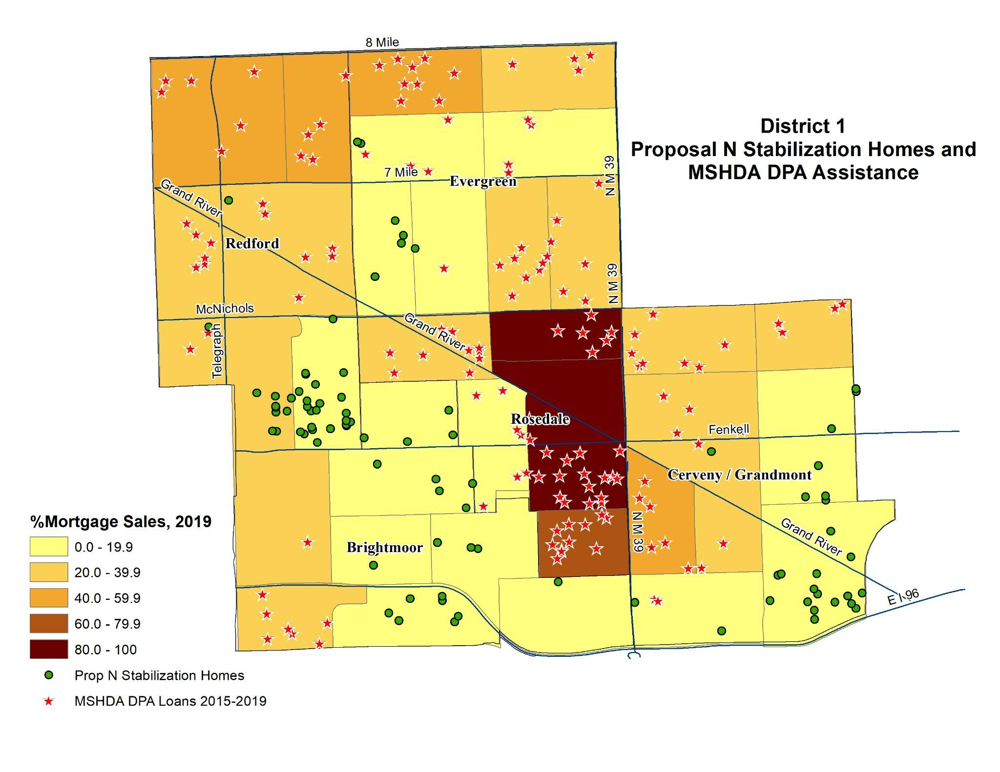 8 Mile
District 1
Proposal N Stabilization Homes and
MSHDA DPA Assistance
N M 39
7 Mile
Evergreen
Grand River
Redford
N M 39
McNichols
Grand River
Telegraph
Rosedale
Fenkell
Cerveny / Grandmont
N M 39
Grand River
Brightmoor
E I 96
%Mortgage Sales, 2019
0.0 - 19.9
20.0 - 39.9
40.0 - 59.9
60.0 - 79.9
80.0 - 100
Prop N Stabilization Homes
MSHDA DPA Loans 2015-2019